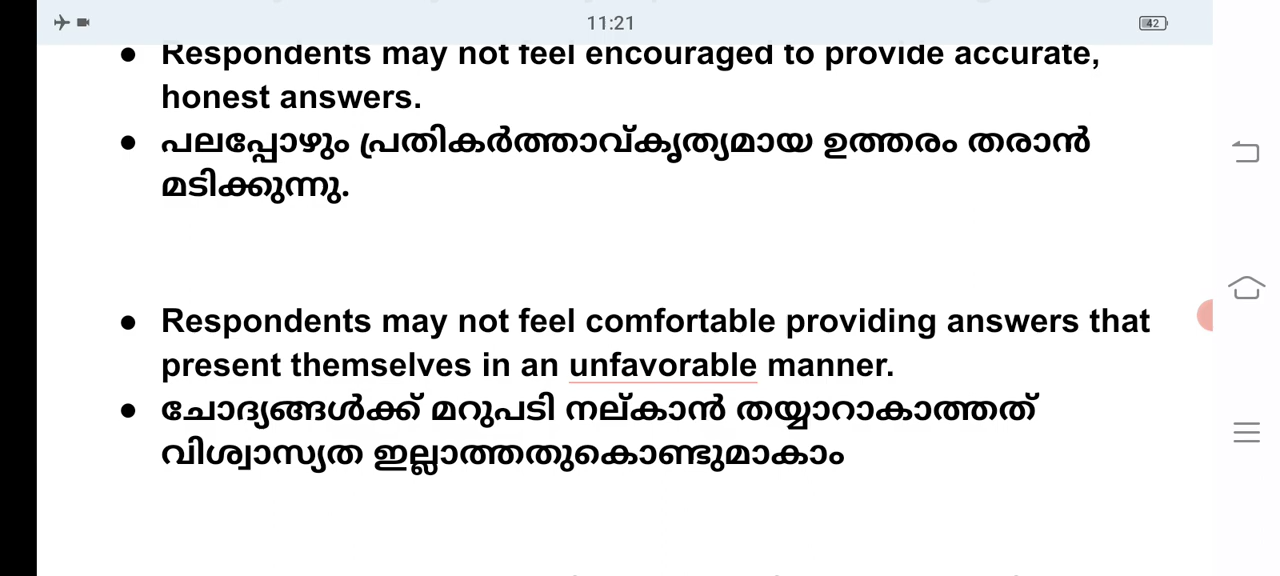 11:21
42
● Respondents may not feel encouraged to provide accurate,
honest answers.
● പലപ്പോഴും പ്രതികർത്താവ്കൃത്യമായ ഉത്തരം തരാൻ
മടിക്കുന്നു.
● Respondents may not feel comfortable providing answers that
present themselves in an unfavorable manner.
● ചോദ്യങ്ങൾക്ക് മറുപടി നല്കാൻ തയ്യാറാകാത്തത്
വിശ്വാസ്യത ഇല്ലാത്തതുകൊണ്ടുമാകാം